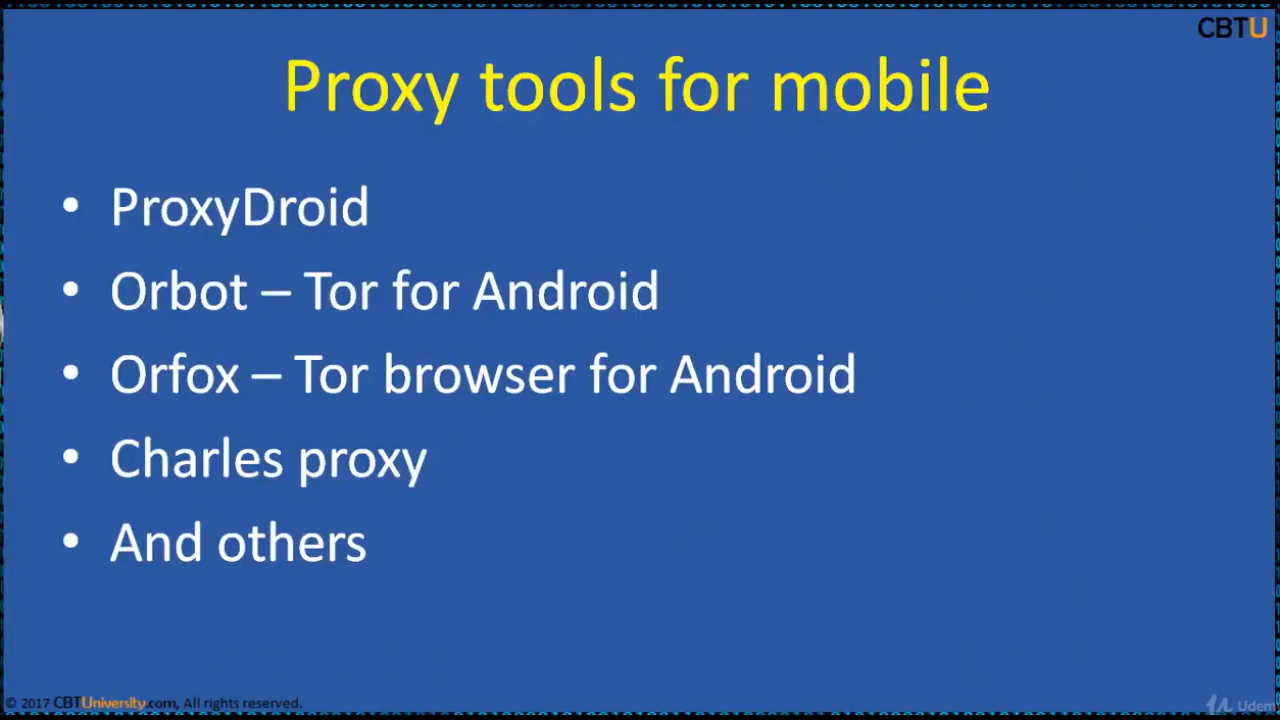 CBTU
Proxy tools for mobile
• ProxyDroid
• Orbot – Tor for Android
• Orfox – Tor browser for Android
• Charles proxy
• And others
© 2017 CBTUniversity.com, All rights reserved.